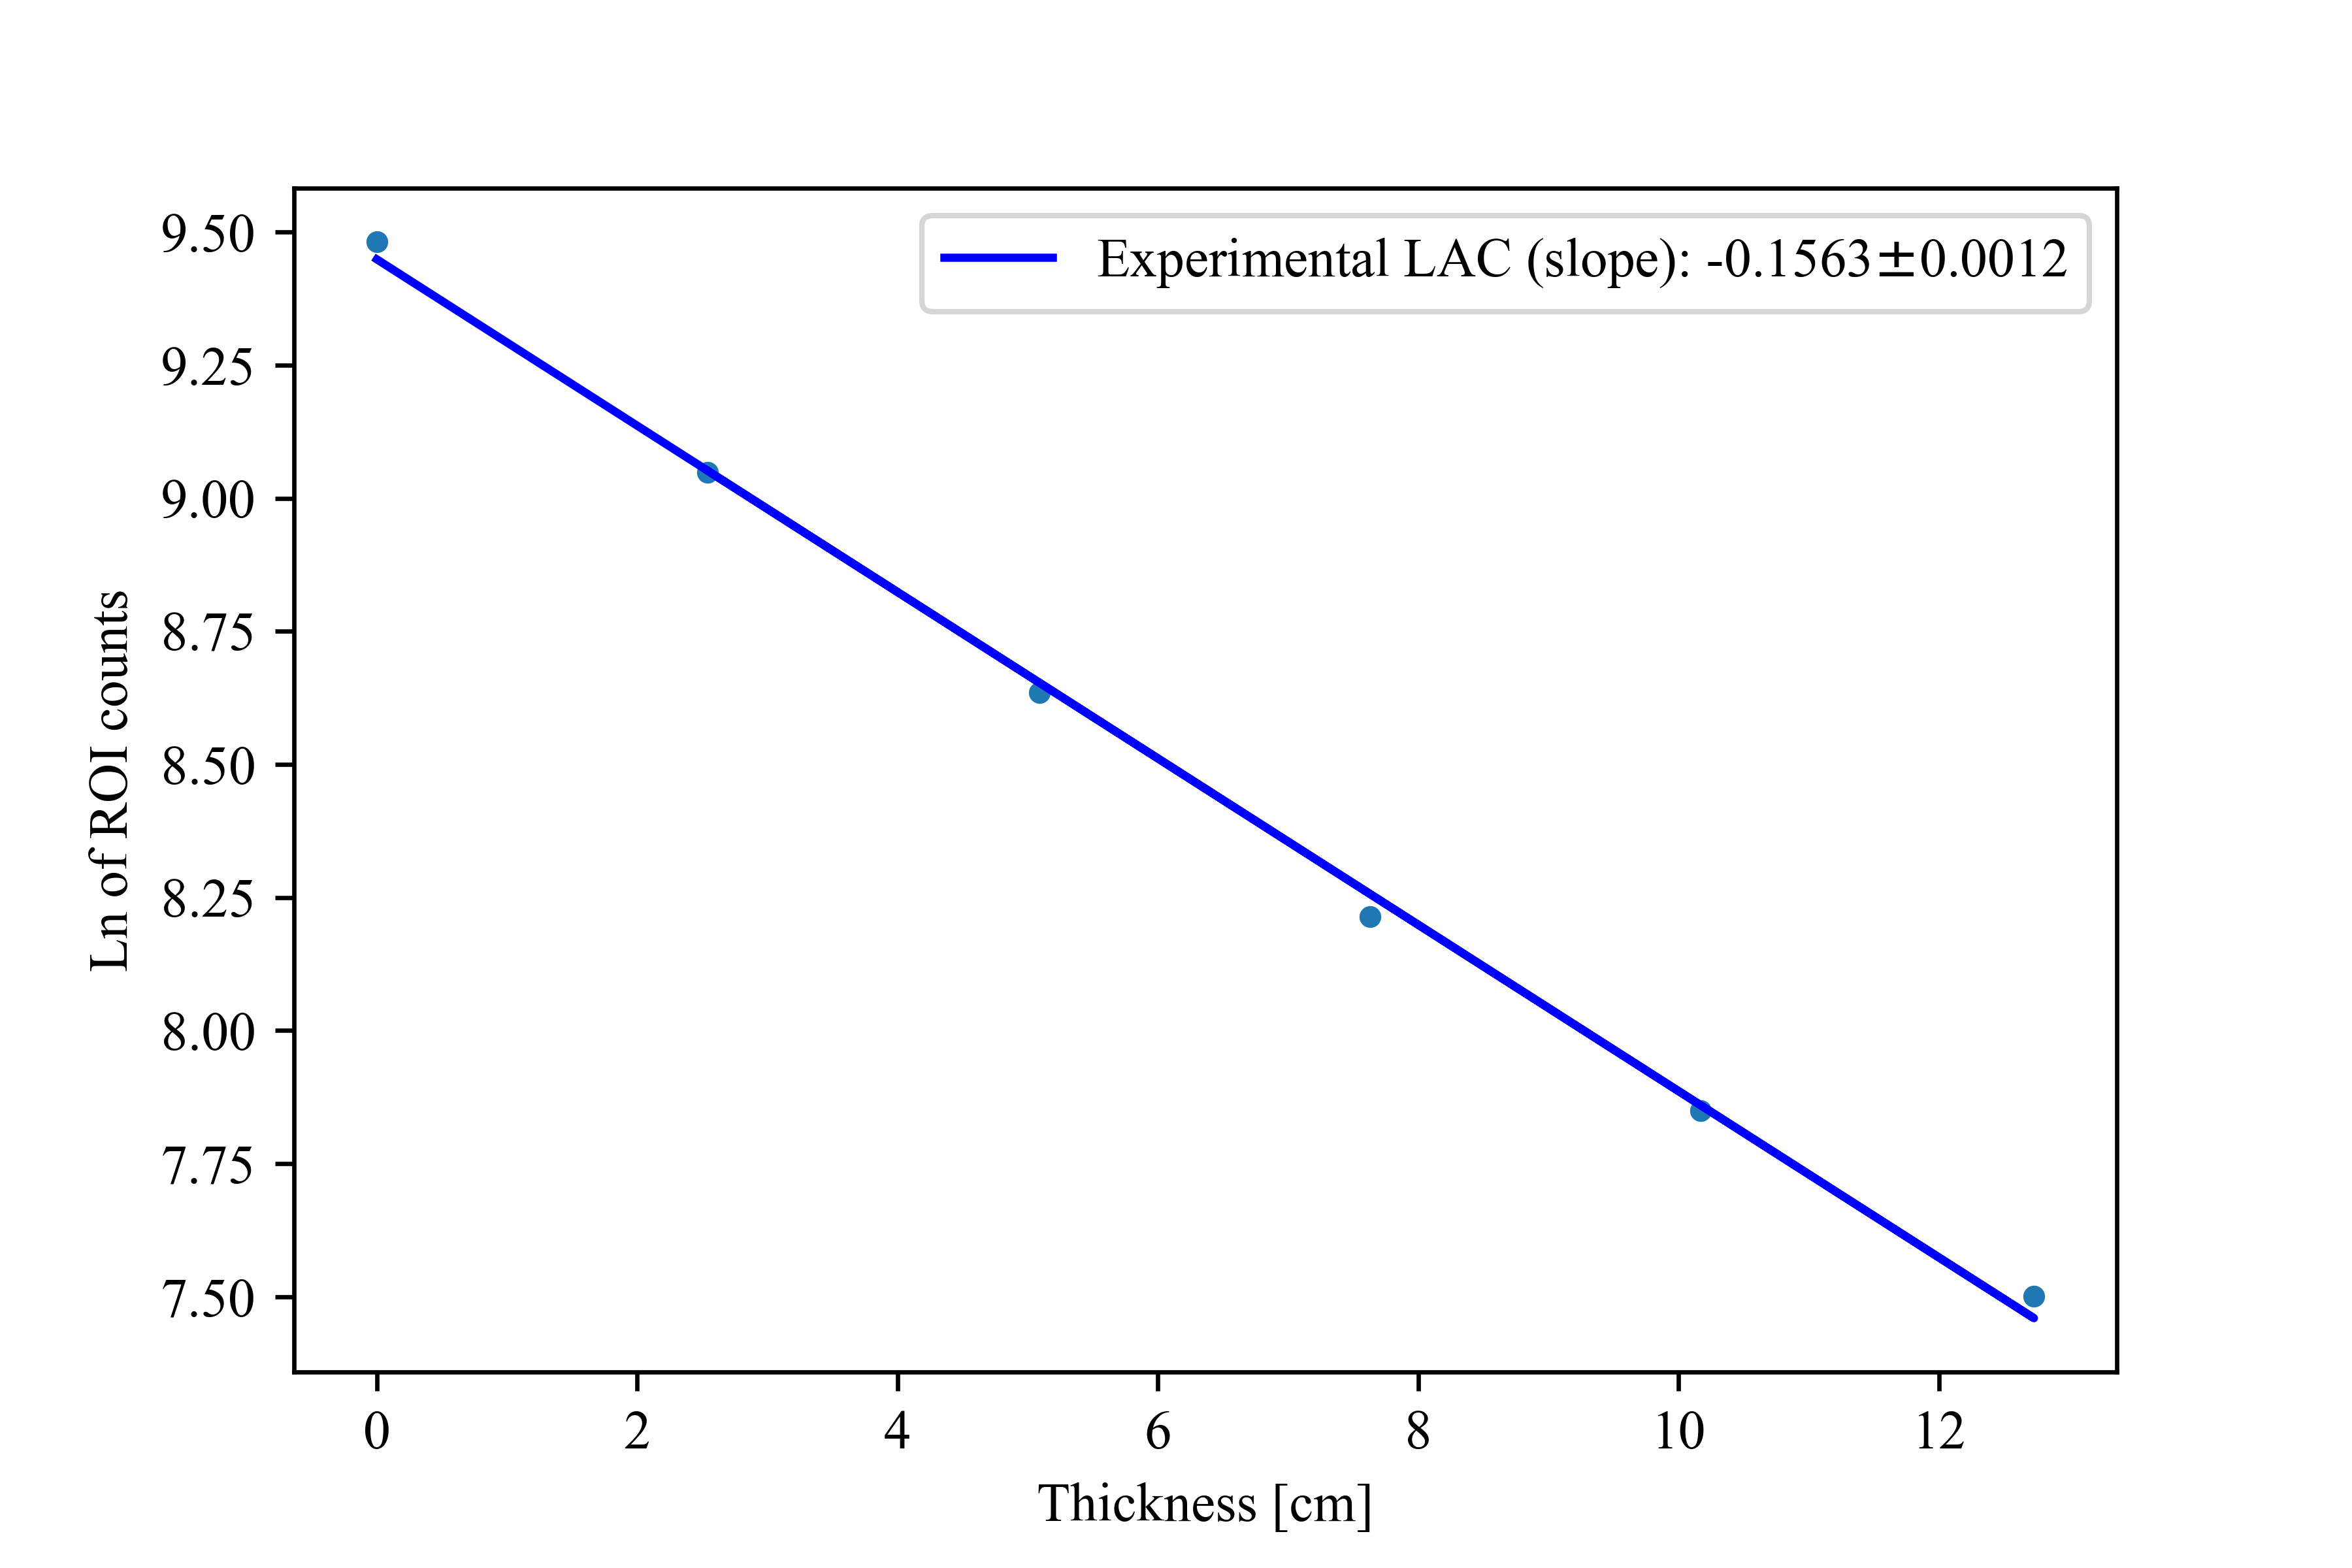 Experimental LAC (slope): -0.1563±0.0012
9.50
9.25
9.00
8.75
8.50
8.25
8.00
7.75
7.50
Ln of ROI counts
0 2 4 6 8 10 12
Thickness [cm]